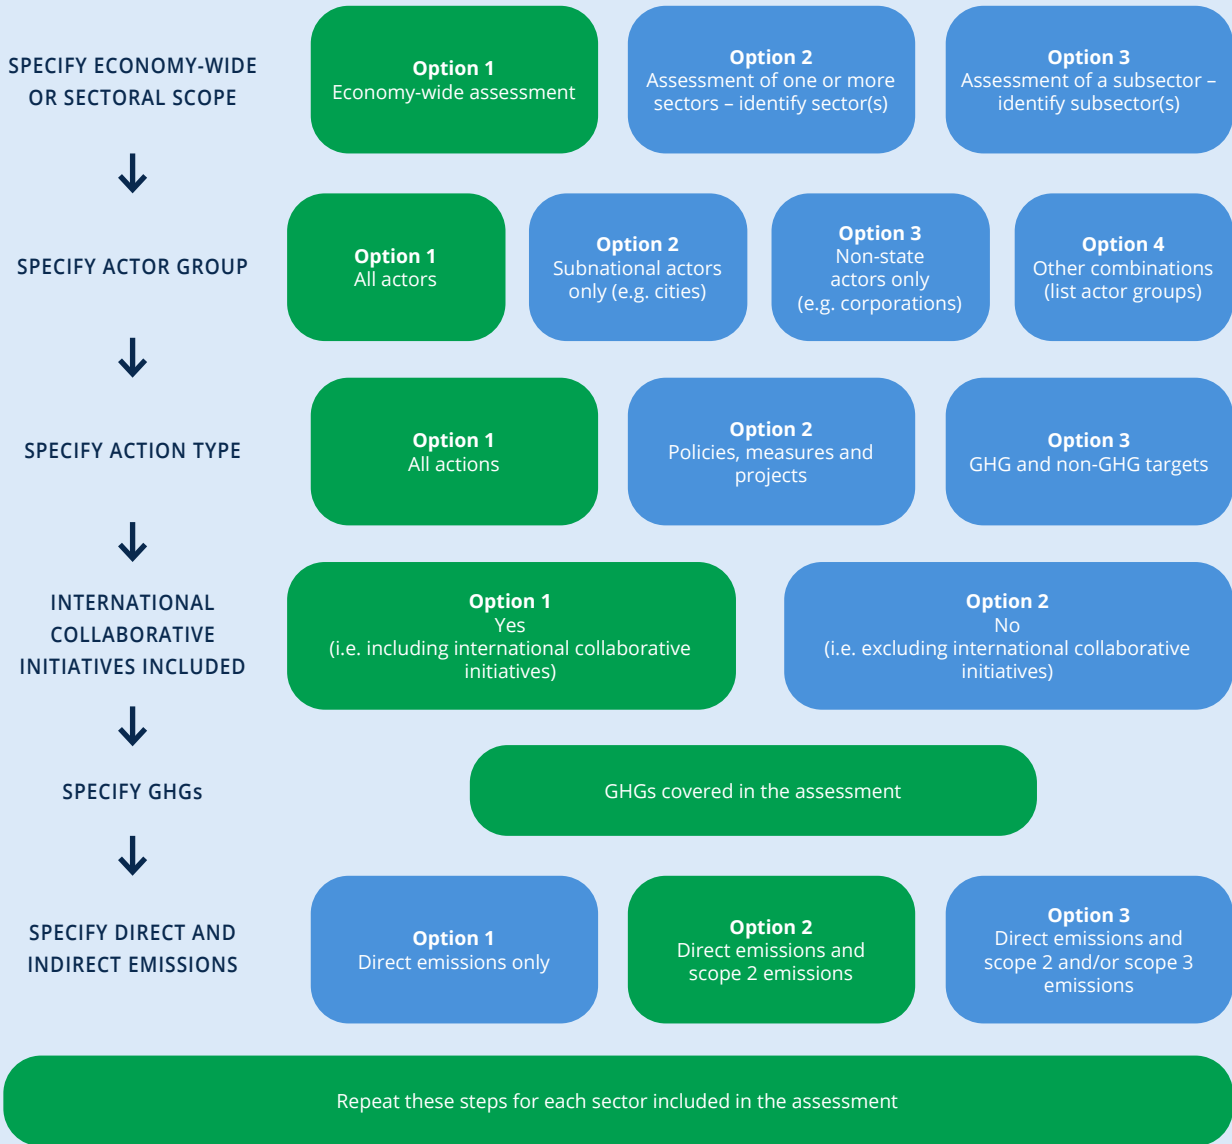 SPECIFY ECONOMY-WIDE
OR SECTORAL SCOPE
Option 1
Economy-wide assessment
Option 2
Assessment of one or more
sectors – identify sector(s)
Option 3
Assessment of a subsector –
identify subsector(s)
SPECIFY ACTOR GROUP
Option 1
All actors
Option 2
Subnational actors
only (e.g. cities)
Option 3
Non-state
actors only
(e.g. corporations)
Option 4
Other combinations
(list actor groups)
SPECIFY ACTION TYPE
Option 1
All actions
Option 2
Policies, measures and
projects
Option 3
GHG and non-GHG targets
INTERNATIONAL
COLLABORATIVE
INITIATIVES INCLUDED
Option 1
Yes
(i.e. including international collaborative
initiatives)
Option 2
No
(i.e. excluding international collaborative
initiatives)
SPECIFY GHGs
GHGs covered in the assessment
SPECIFY DIRECT AND
INDIRECT EMISSIONS
Option 1
Direct emissions only
Option 2
Direct emissions and
scope 2 emissions
Option 3
Direct emissions and
scope 2 and/or scope 3
emissions
Repeat these steps for each sector included in the assessment